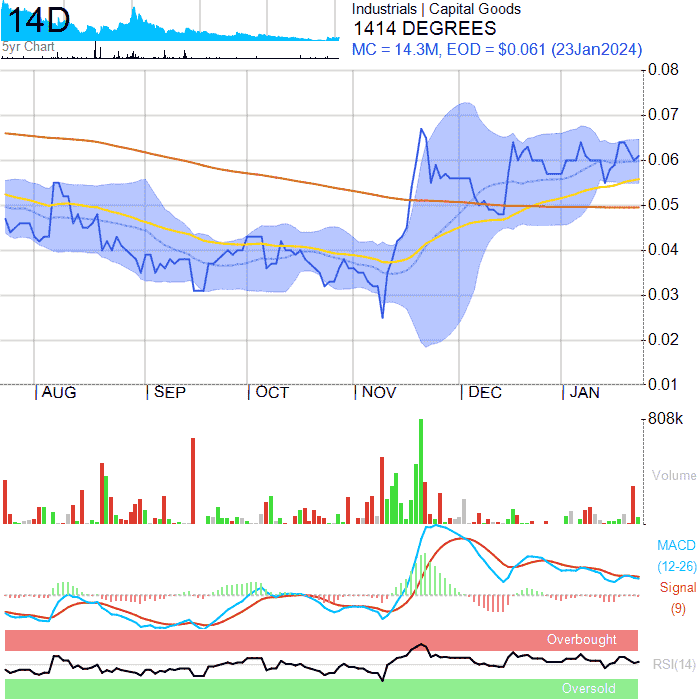 14D
5yr Chart
Industrials | Capital Goods
1414 DEGREES
MC = 14.3M, EOD = $0.061 (23Jan2024)
0.08
0.07
0.06
0.05
0.04
0.03
0.02
0.01
AUG SEP OCT NOV DEC JAN
808k
Volume
MACD
(12-26)
Signal
(9)
Overbought
RSI(14)
Oversold